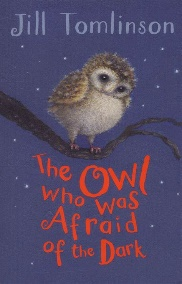 Jill Tomlinson
The Owl
who was
Afraid
of the Dark